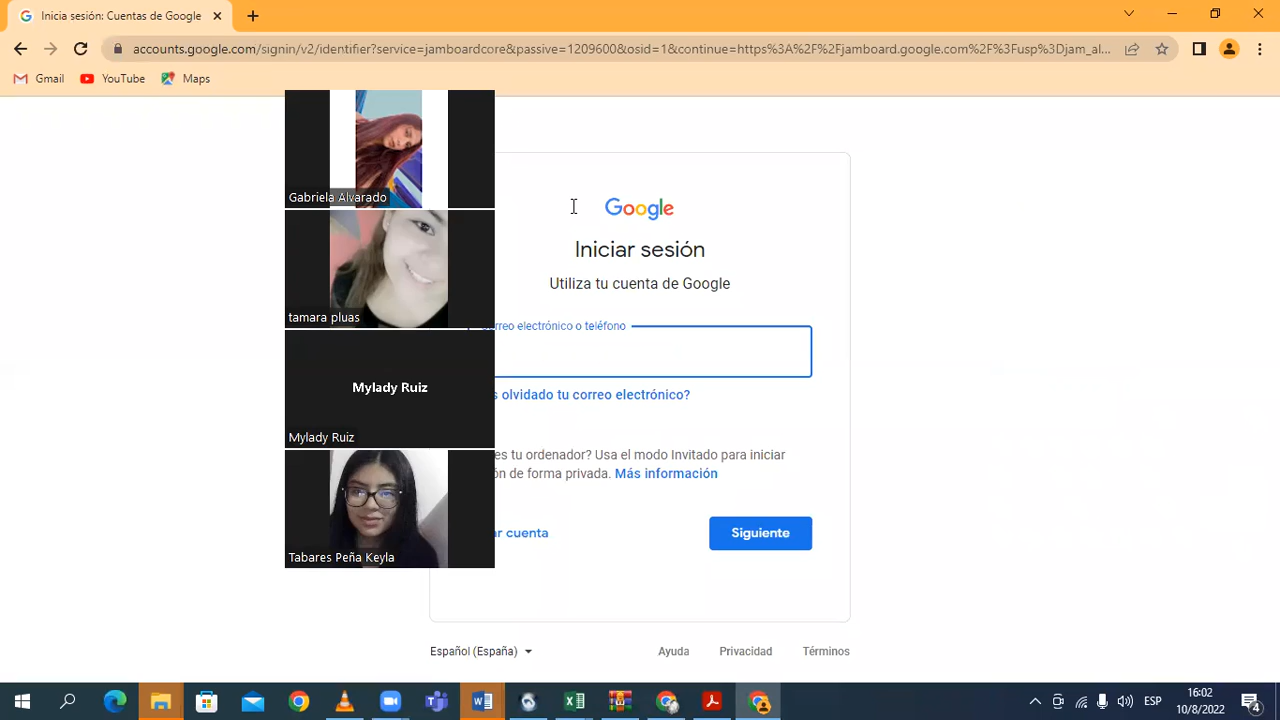 Inicia sesión: Cuentas de Google
accounts.google.com/signin/v2/identifier?service=jamboardcore&passive=1209600&osid=1&continue=https%3A%2F%2Fjamboard.google.com%2F%3Fusp%3Djam_al...
Gmail YouTube Maps
Gabriela Alvarado
tamara pluas
Mylady Ruiz
Mylady Ruiz
Tabares Peña Keyla
Google
Iniciar sesión
Utiliza tu cuenta de Google
orreo electrónico o teléfono
s olvidado tu correo electrónico?
es tu ordenador? Usa el modo Invitado para iniciar
ón de forma privada. Más información
ar cuenta
Siguiente
Español (España)
Ayuda Privacidad Términos
ESP
16:02
10/8/2022
4